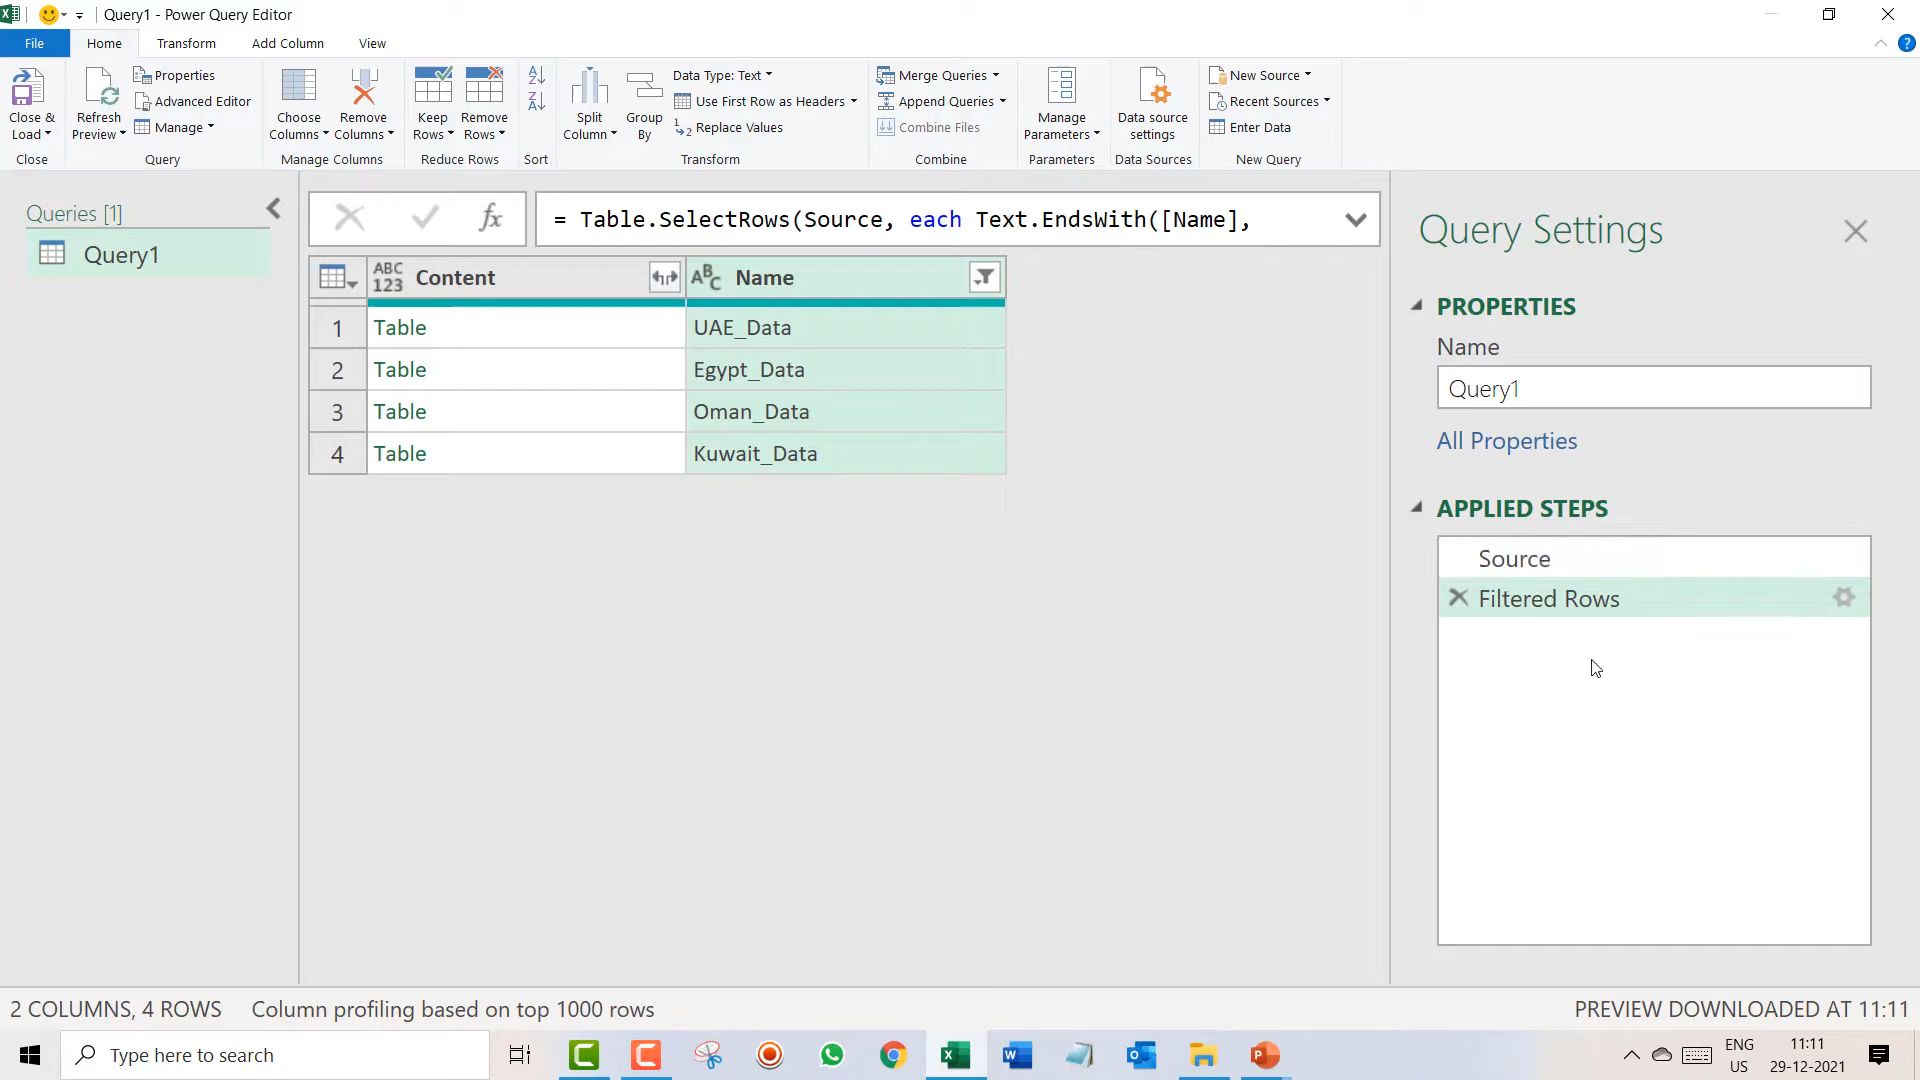 Query1 - Power Query Editor
File Home Transform Add Column View
Close & Load
Close
Refresh Preview
Properties
Advanced Editor
Manage
Query
Choose Columns
Remove Columns
Manage Columns
Keep Rows
Remove Rows
Reduce Rows
A
Z
Z
A
Sort
Split Column
Group By
Data Type: Text
Use First Row as Headers
1
2 Replace Values
Transform
Merge Queries
Append Queries
Combine Files
Combine
Manage Parameters
Parameters
Data source settings
Data Sources
New Source
Recent Sources
Enter Data
New Query
?
Queries [1]
Query1
fx
= Table.SelectRows(Source, each Text.EndsWith([Name],
ABC
123 Content
ABC Name
1 Table UAE_Data
2 Table Egypt_Data
3 Table Oman_Data
4 Table Kuwait_Data
Query Settings
PROPERTIES
Name
Query1
All Properties
APPLIED STEPS
Source
Filtered Rows
2 COLUMNS, 4 ROWS Column profiling based on top 1000 rows
PREVIEW DOWNLOADED AT 11:11
Type here to search
ENG
US
11:11
29-12-2021